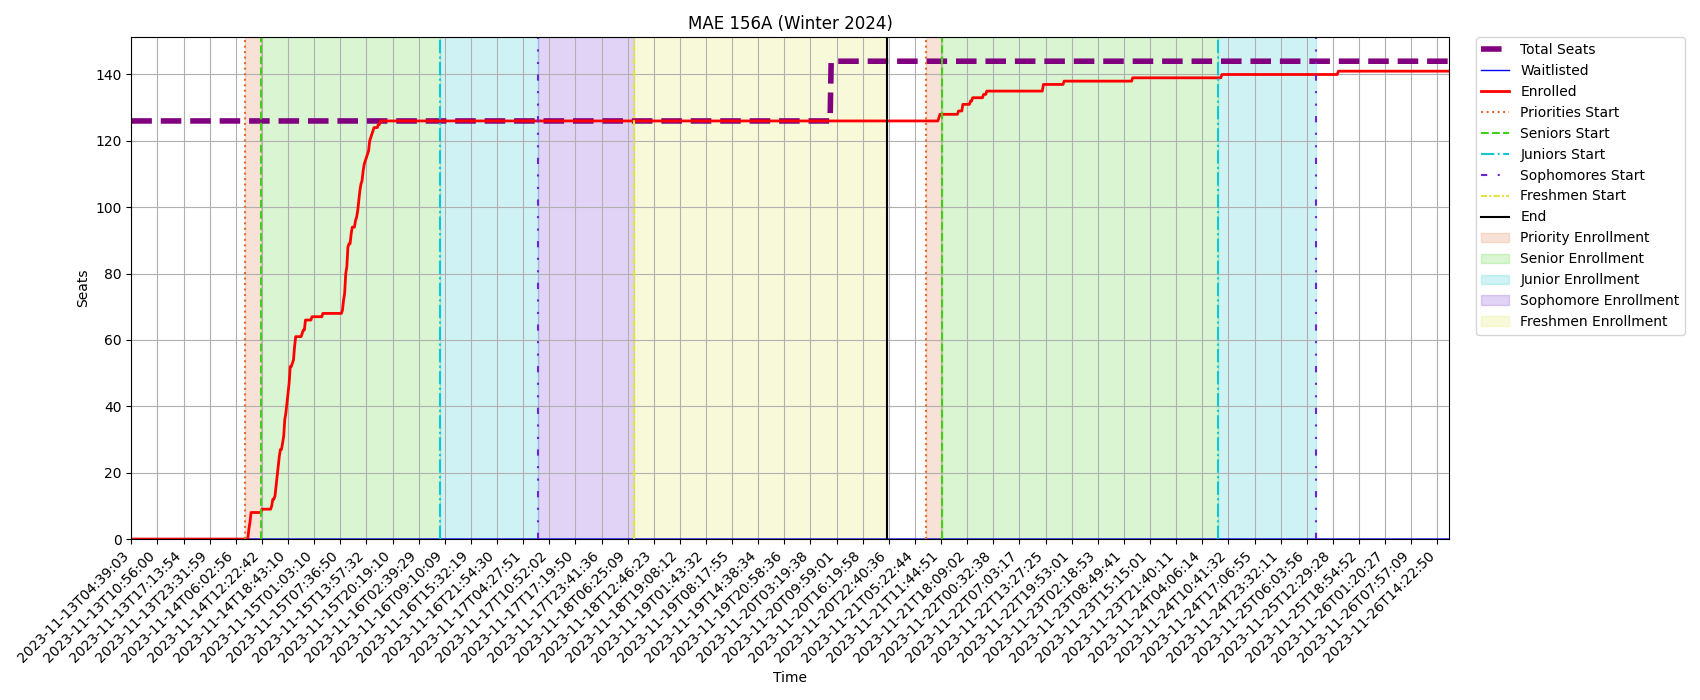 MAE 156A (Winter 2024)
Total Seats
Waitlisted
Enrolled
Priorities Start
Seniors Start
Juniors Start
Sophomores Start
Freshmen Start
End
Priority Enrollment
Senior Enrollment
Junior Enrollment
Sophomore Enrollment
Freshmen Enrollment
Seats
140
120
100
80
60
40
20
0
2023-11-13T04:39:03
2023-11-13T10:56:00
2023-11-13T17:13:54
2023-11-13T23:31:59
2023-11-14T06:02:56
2023-11-14T12:22:42
2023-11-14T18:43:10
2023-11-15T01:03:10
2023-11-15T07:36:50
2023-11-15T13:57:32
2023-11-15T20:19:10
2023-11-16T02:39:29
2023-11-16T09:10:09
2023-11-16T15:32:19
2023-11-16T21:54:30
2023-11-17T04:27:51
2023-11-17T10:52:02
2023-11-17T17:19:50
2023-11-17T23:41:36
2023-11-18T06:25:09
2023-11-18T12:46:23
2023-11-18T19:08:12
2023-11-19T01:43:32
2023-11-19T08:17:55
2023-11-19T14:38:34
2023-11-19T20:58:36
2023-11-20T03:19:38
2023-11-20T09:59:01
2023-11-20T16:19:58
2023-11-20T22:40:36
2023-11-21T05:22:44
2023-11-21T11:44:51
2023-11-21T18:09:02
2023-11-22T00:32:38
2023-11-22T07:03:17
2023-11-22T13:27:25
2023-11-22T19:53:01
2023-11-23T02:18:53
2023-11-23T08:49:41
2023-11-23T15:15:01
2023-11-23T21:40:11
2023-11-24T04:06:14
2023-11-24T10:41:32
2023-11-24T17:06:55
2023-11-24T23:32:11
2023-11-25T06:03:56
2023-11-25T12:29:28
2023-11-25T18:54:52
2023-11-26T01:20:27
2023-11-26T07:57:09
2023-11-26T14:22:50
Time